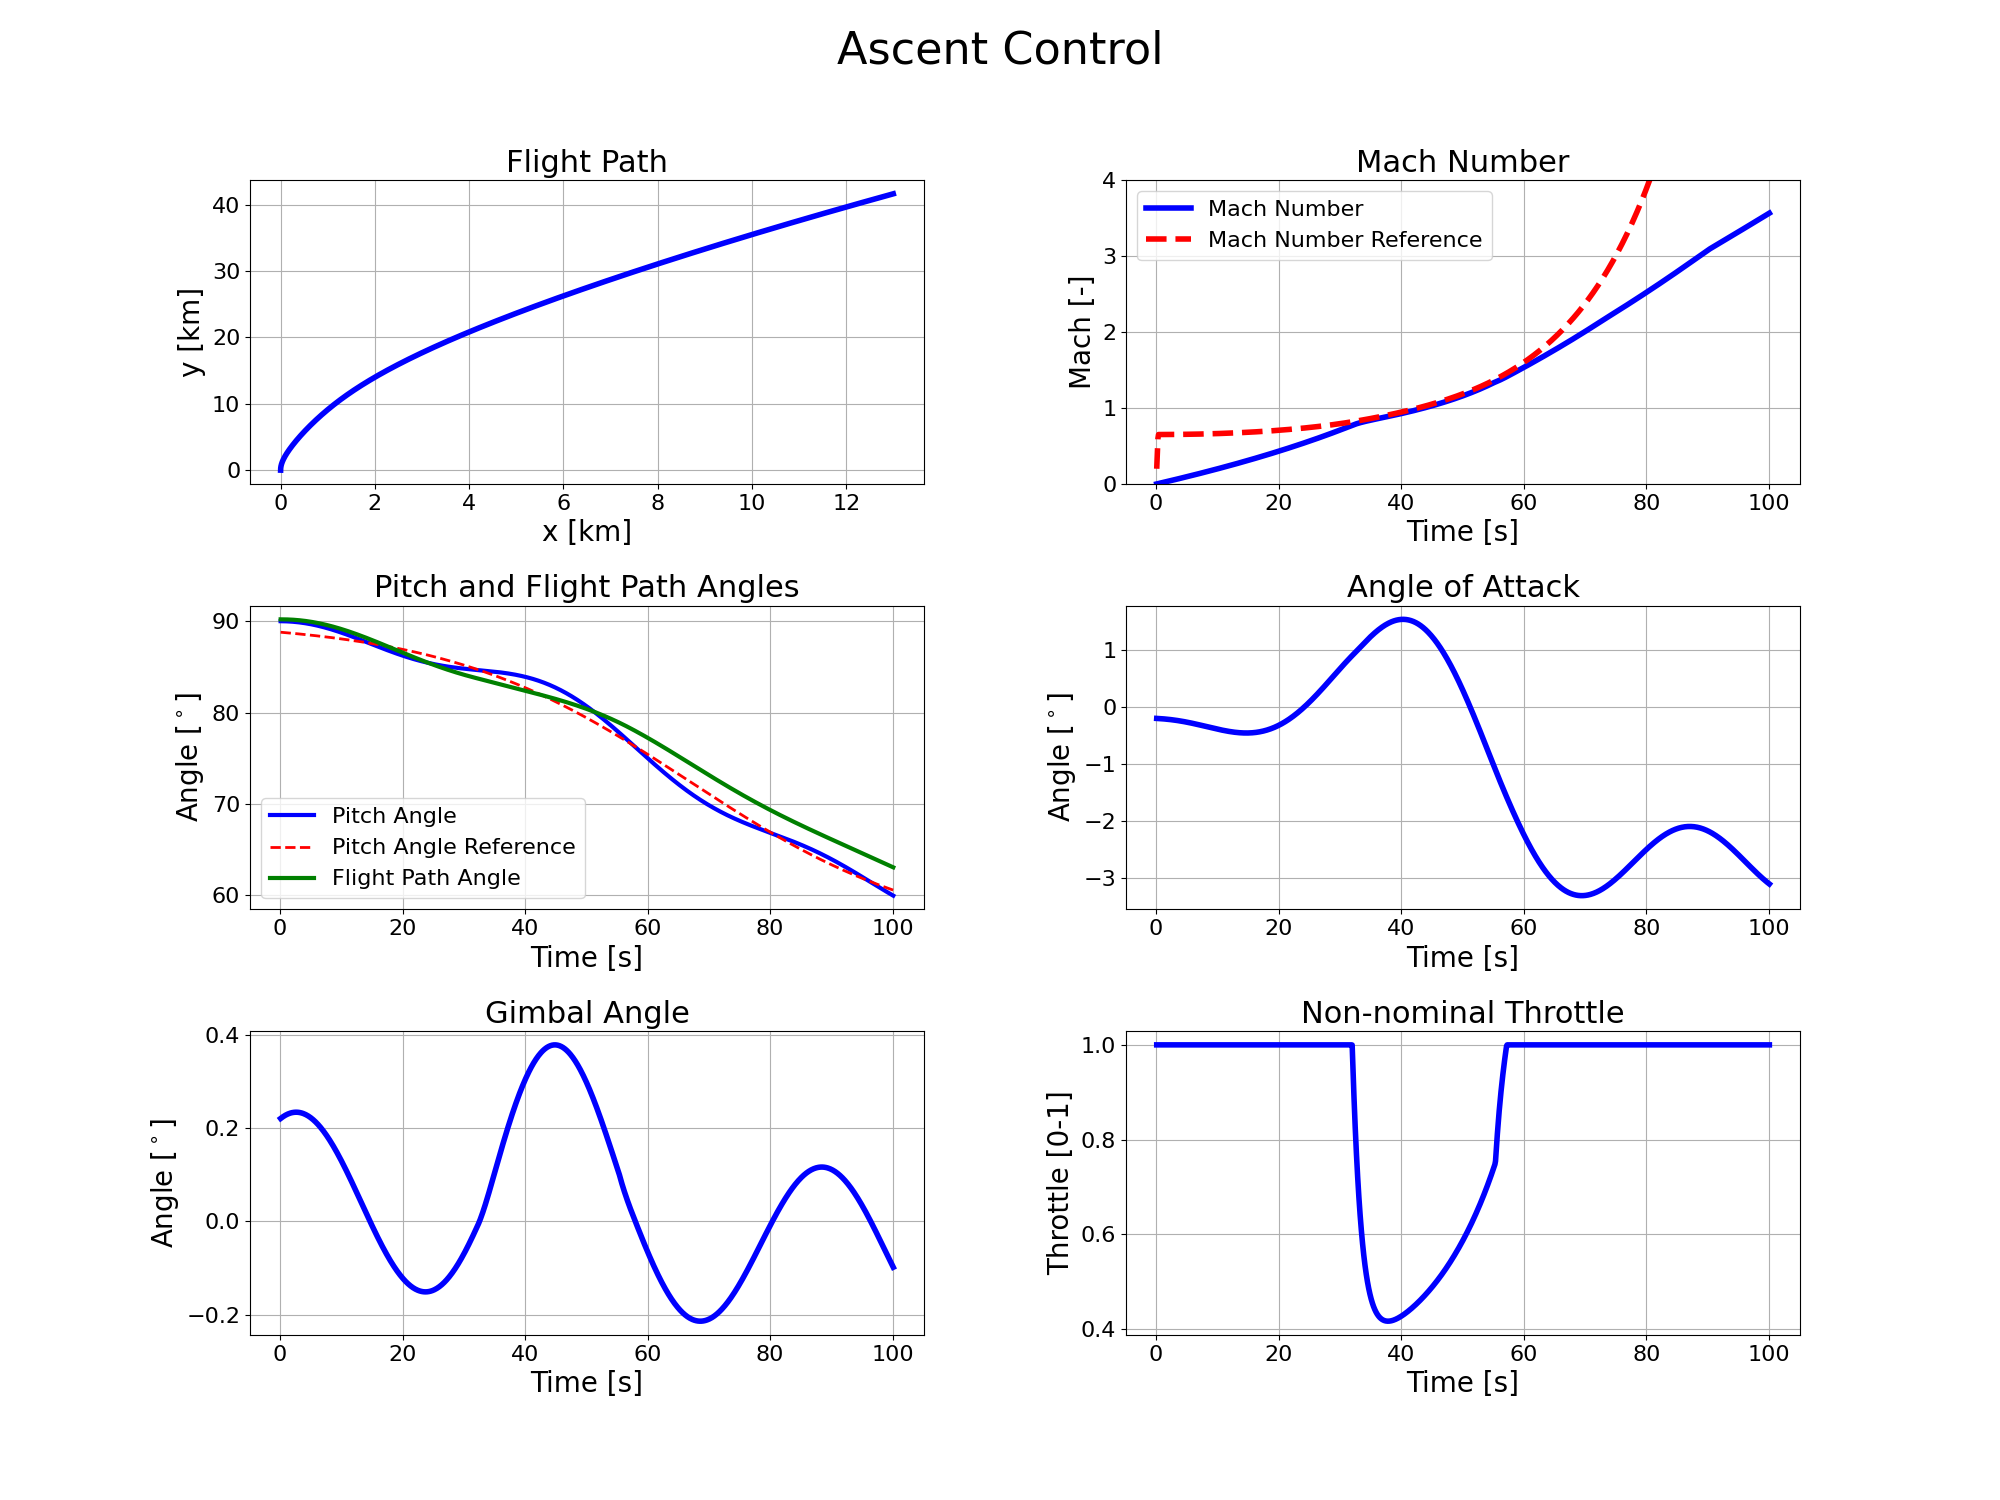 Ascent Control
Flight Path
40
30
20
10
0
y [km]
0 2 4 6 8 10 12
x [km]
Mach Number
4
3
2
1
0
Mach [-]
Mach Number
Mach Number Reference
0 20 40 60 80 100
Time [s]
Pitch and Flight Path Angles
90
80
70
60
Angle [°]
Pitch Angle
Pitch Angle Reference
Flight Path Angle
0 20 40 60 80 100
Time [s]
Angle of Attack
1
0
−1
−2
−3
Angle [°]
0 20 40 60 80 100
Time [s]
Gimbal Angle
0.4
0.2
0.0
−0.2
Angle [°]
0 20 40 60 80 100
Time [s]
Non-nominal Throttle
1.0
0.8
0.6
0.4
Throttle [0-1]
0 20 40 60 80 100
Time [s]